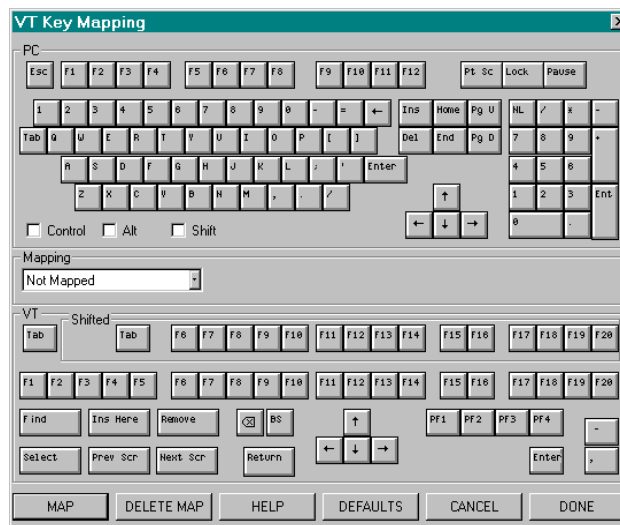 VT Key Mapping
PC
Esc F1 F2 F3 F4 F5 F6 F7 F8 F9 F10 F11 F12 Pt Sc Lock Pause
1 2 3 4 5 6 7 8 9 0 - = ← Ins Home Pg U NL / * -
Tab Q W E R T Y U I O P [ ] Del End Pg D 7 8 9 +
A S D F G H J K L ; ' Enter 4 5 6
Z X C V B N M , . / ↑ 1 2 3 Ent
Control Alt Shift ← ↓ → 0 .
Mapping
Not Mapped
VT
Shifted
Tab Tab F6 F7 F8 F9 F10 F11 F12 F13 F14 F15 F16 F17 F18 F19 F20
F1 F2 F3 F4 F5 F6 F7 F8 F9 F10 F11 F12 F13 F14 F15 F16 F17 F18 F19 F20
Find Ins Here Remove ⌫ BS ↑ PF1 PF2 PF3 PF4 -
Select Prev Scr Next Scr Return ← ↓ → Enter ,
MAP DELETE MAP HELP DEFAULTS CANCEL DONE